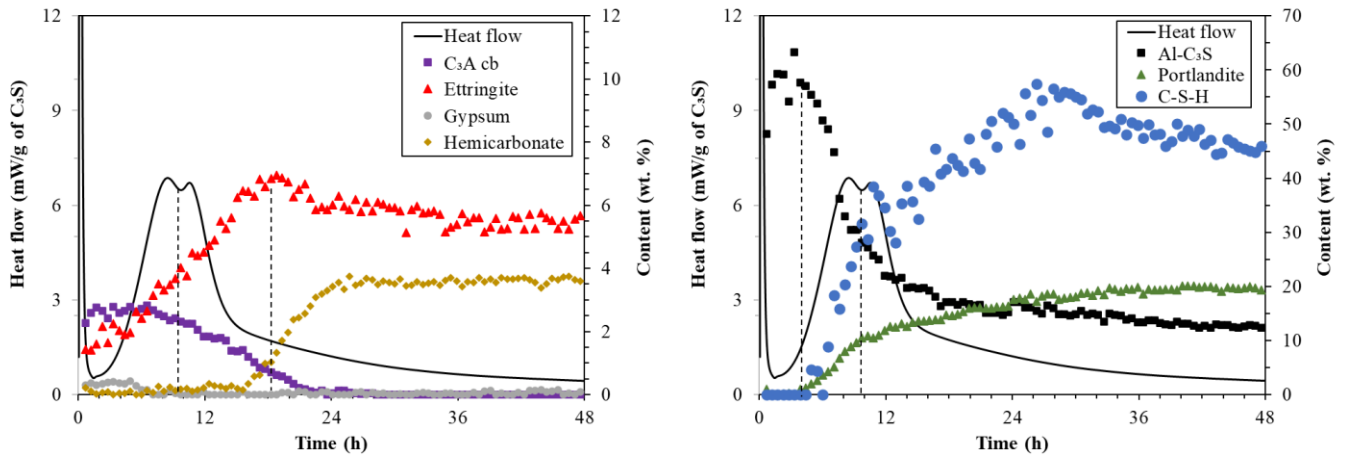 12
9
6
3
0
Heat flow (mW/g of C₃S)
Heat flow
C₃A cb
Ettringite
Gypsum
Hemicarbonate
12
10
8
6
4
2
0
Content (wt. %)
0 12 24 36 48
Time (h)
12
9
6
3
0
Heat flow (mW/g of C₃S)
Heat flow
Al-C₃S
Portlandite
C-S-H
70
60
50
40
30
20
10
0
Content (wt. %)
0 12 24 36 48
Time (h)